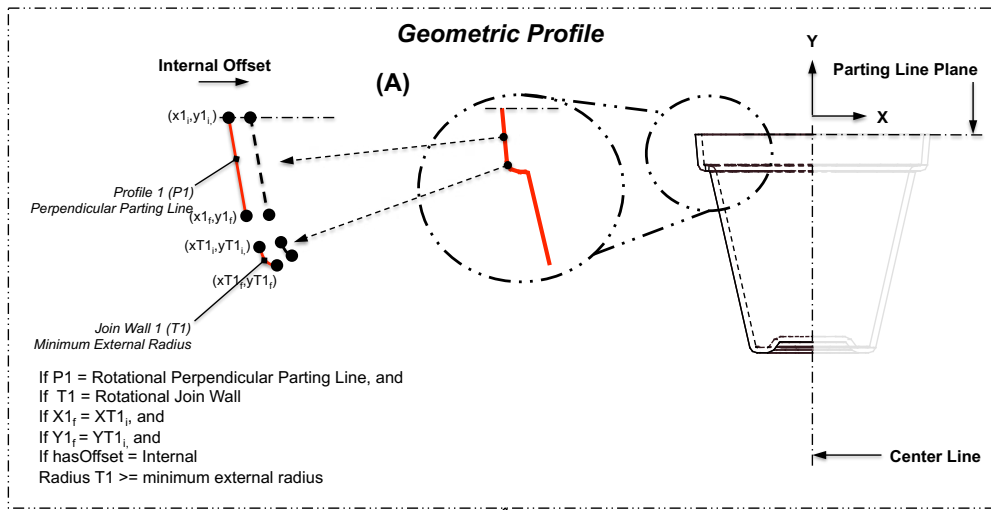 Geometric Profile
Internal Offset
(A)
Y
X
Parting Line Plane
(x1i,y1i,)
Profile 1 (P1)
Perpendicular Parting Line
(x1f,y1f)
(xT1i,yT1i,)
(xT1f,yT1f)
Join Wall 1 (T1)
Minimum External Radius
If P1 = Rotational Perpendicular Parting Line, and
If T1 = Rotational Join Wall
If X1f = XT1i, and
If Y1f = YT1i, and
If hasOffset = Internal
Radius T1 >= minimum external radius
Center Line